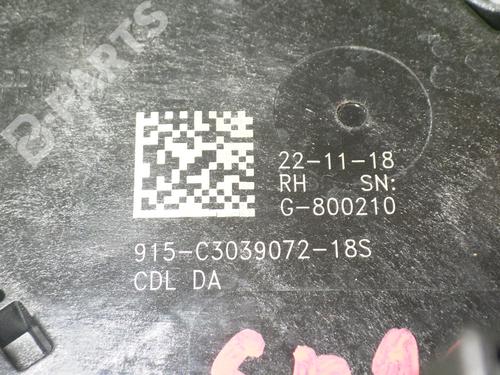 B-PARTS
22-11-18
RH SN:
G-800210
915-C3039072-18S
CDL DA